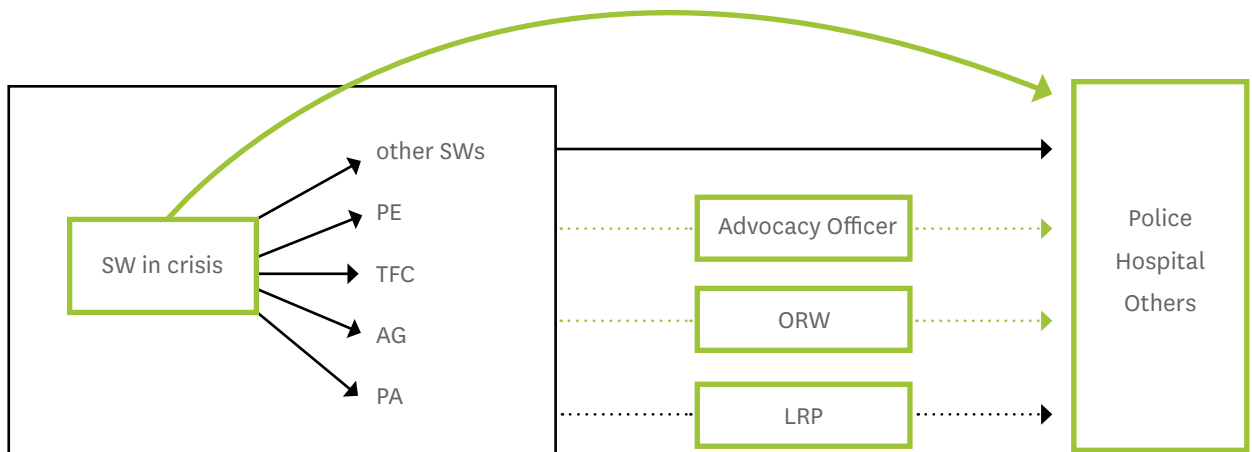 SW in crisis
other SWs
PE
TFC
AG
PA
Advocacy Officer
ORW
LRP
Police
Hospital
Others